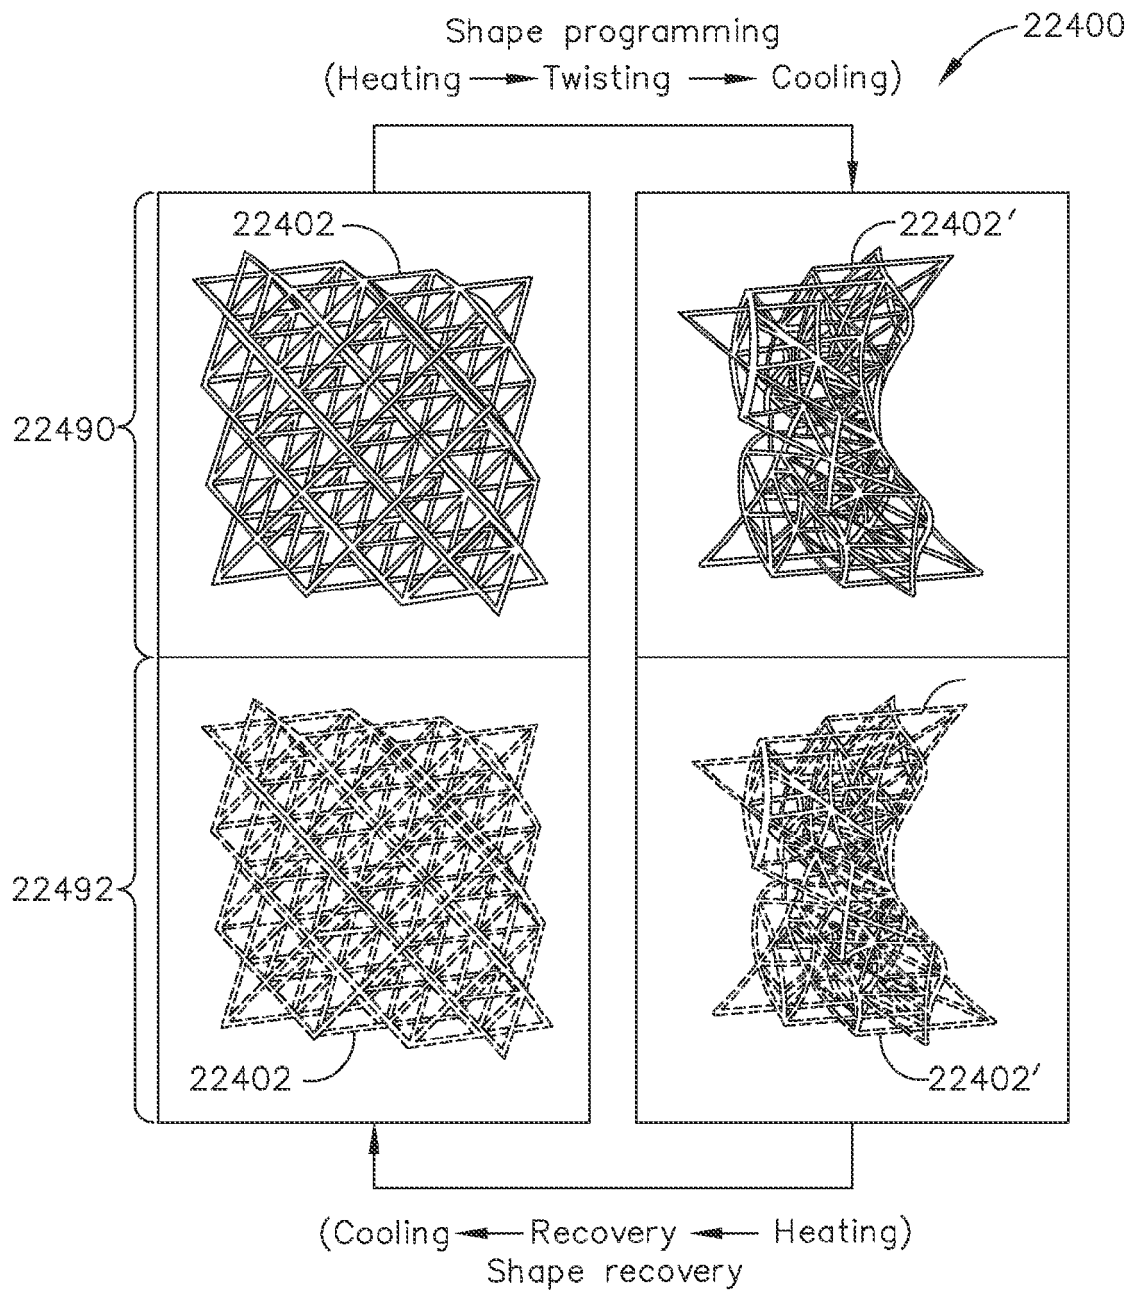 Shape programming
22400
(Heating → Twisting → Cooling)
22402
22402′
22490
22492
22402
22402′
(Cooling ← Recovery ← Heating)
Shape recovery